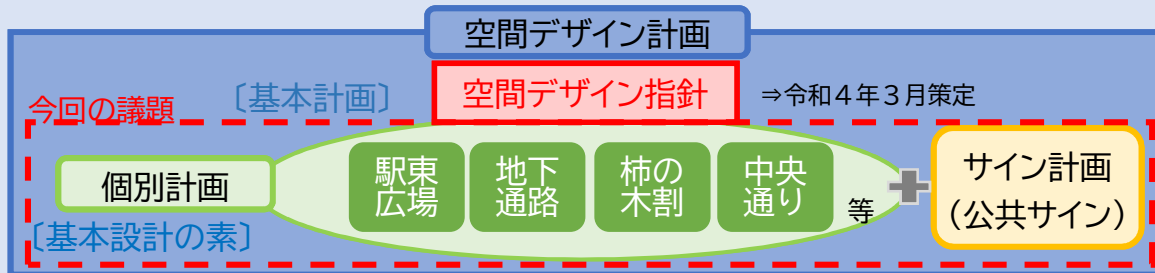 空間デザイン計画
〔基本計画〕
空間デザイン指針
⇒令和4年3月策定
今回の議題
個別計画
〔基本設計の素〕
駅東
広場
地下
通路
柿の
木割
中央
通り
等
サイン計画
(公共サイン)